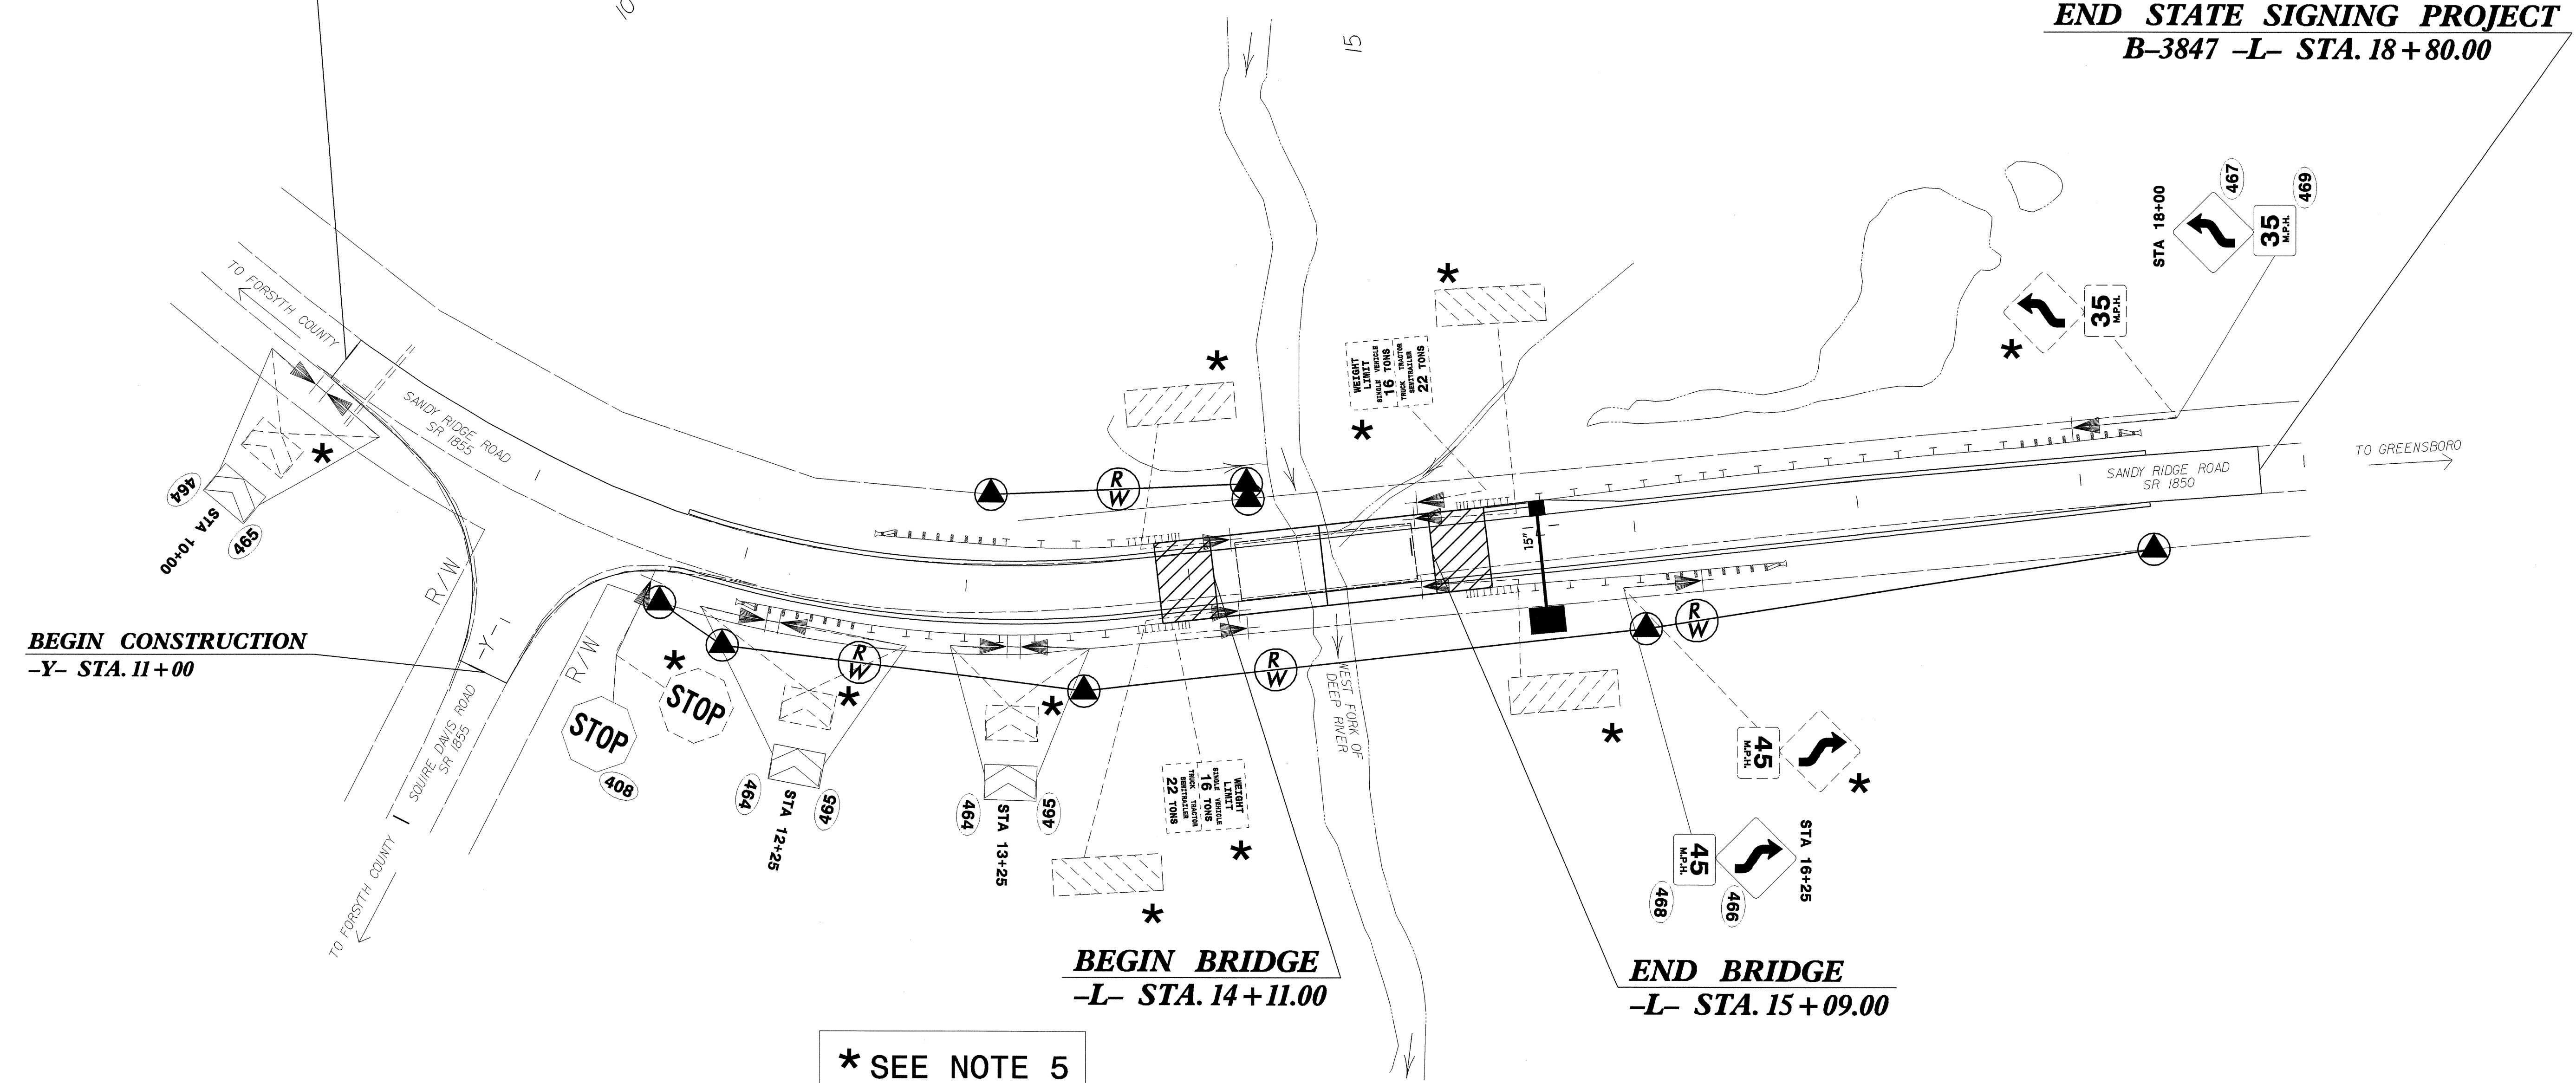 END STATE SIGNING PROJECT
B-3847 -L- STA. 18+80.00
10
15
467
469
STA 18+00
35
M.P.H.
35
M.P.H.
TO FORSYTH COUNTY
SANDY RIDGE ROAD
SR 1855
464
465
STA 10+00
WEIGHT
LIMIT
SINGLE VEHICLE
16 TONS
TRUCK TRACTOR
SEMITRAILER
22 TONS
R
W
TO GREENSBORO
SANDY RIDGE ROAD
SR 1850
15"
R/W
-Y-
R/W
BEGIN CONSTRUCTION
-Y- STA. 11+00
SQUIRE DAVIS ROAD
SR 1855
TO FORSYTH COUNTY
STOP
STOP
408
R
W
R
W
R
W
464
STA 12+25
465
464
STA 13+25
465
WEIGHT
LIMIT
SINGLE VEHICLE
16 TONS
TRUCK TRACTOR
SEMITRAILER
22 TONS
WEST FORK OF
DEEP RIVER
45
M.P.H.
45
M.P.H.
STA 16+25
468
466
BEGIN BRIDGE
-L- STA. 14+11.00
END BRIDGE
-L- STA. 15+09.00
* SEE NOTE 5